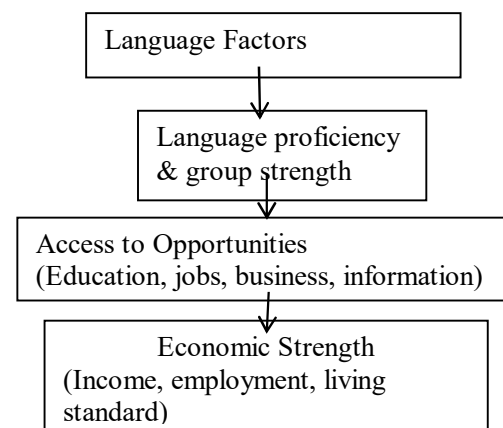 Language Factors
Language proficiency
& group strength
Access to Opportunities
(Education, jobs, business, information)
Economic Strength
(Income, employment, living
standard)